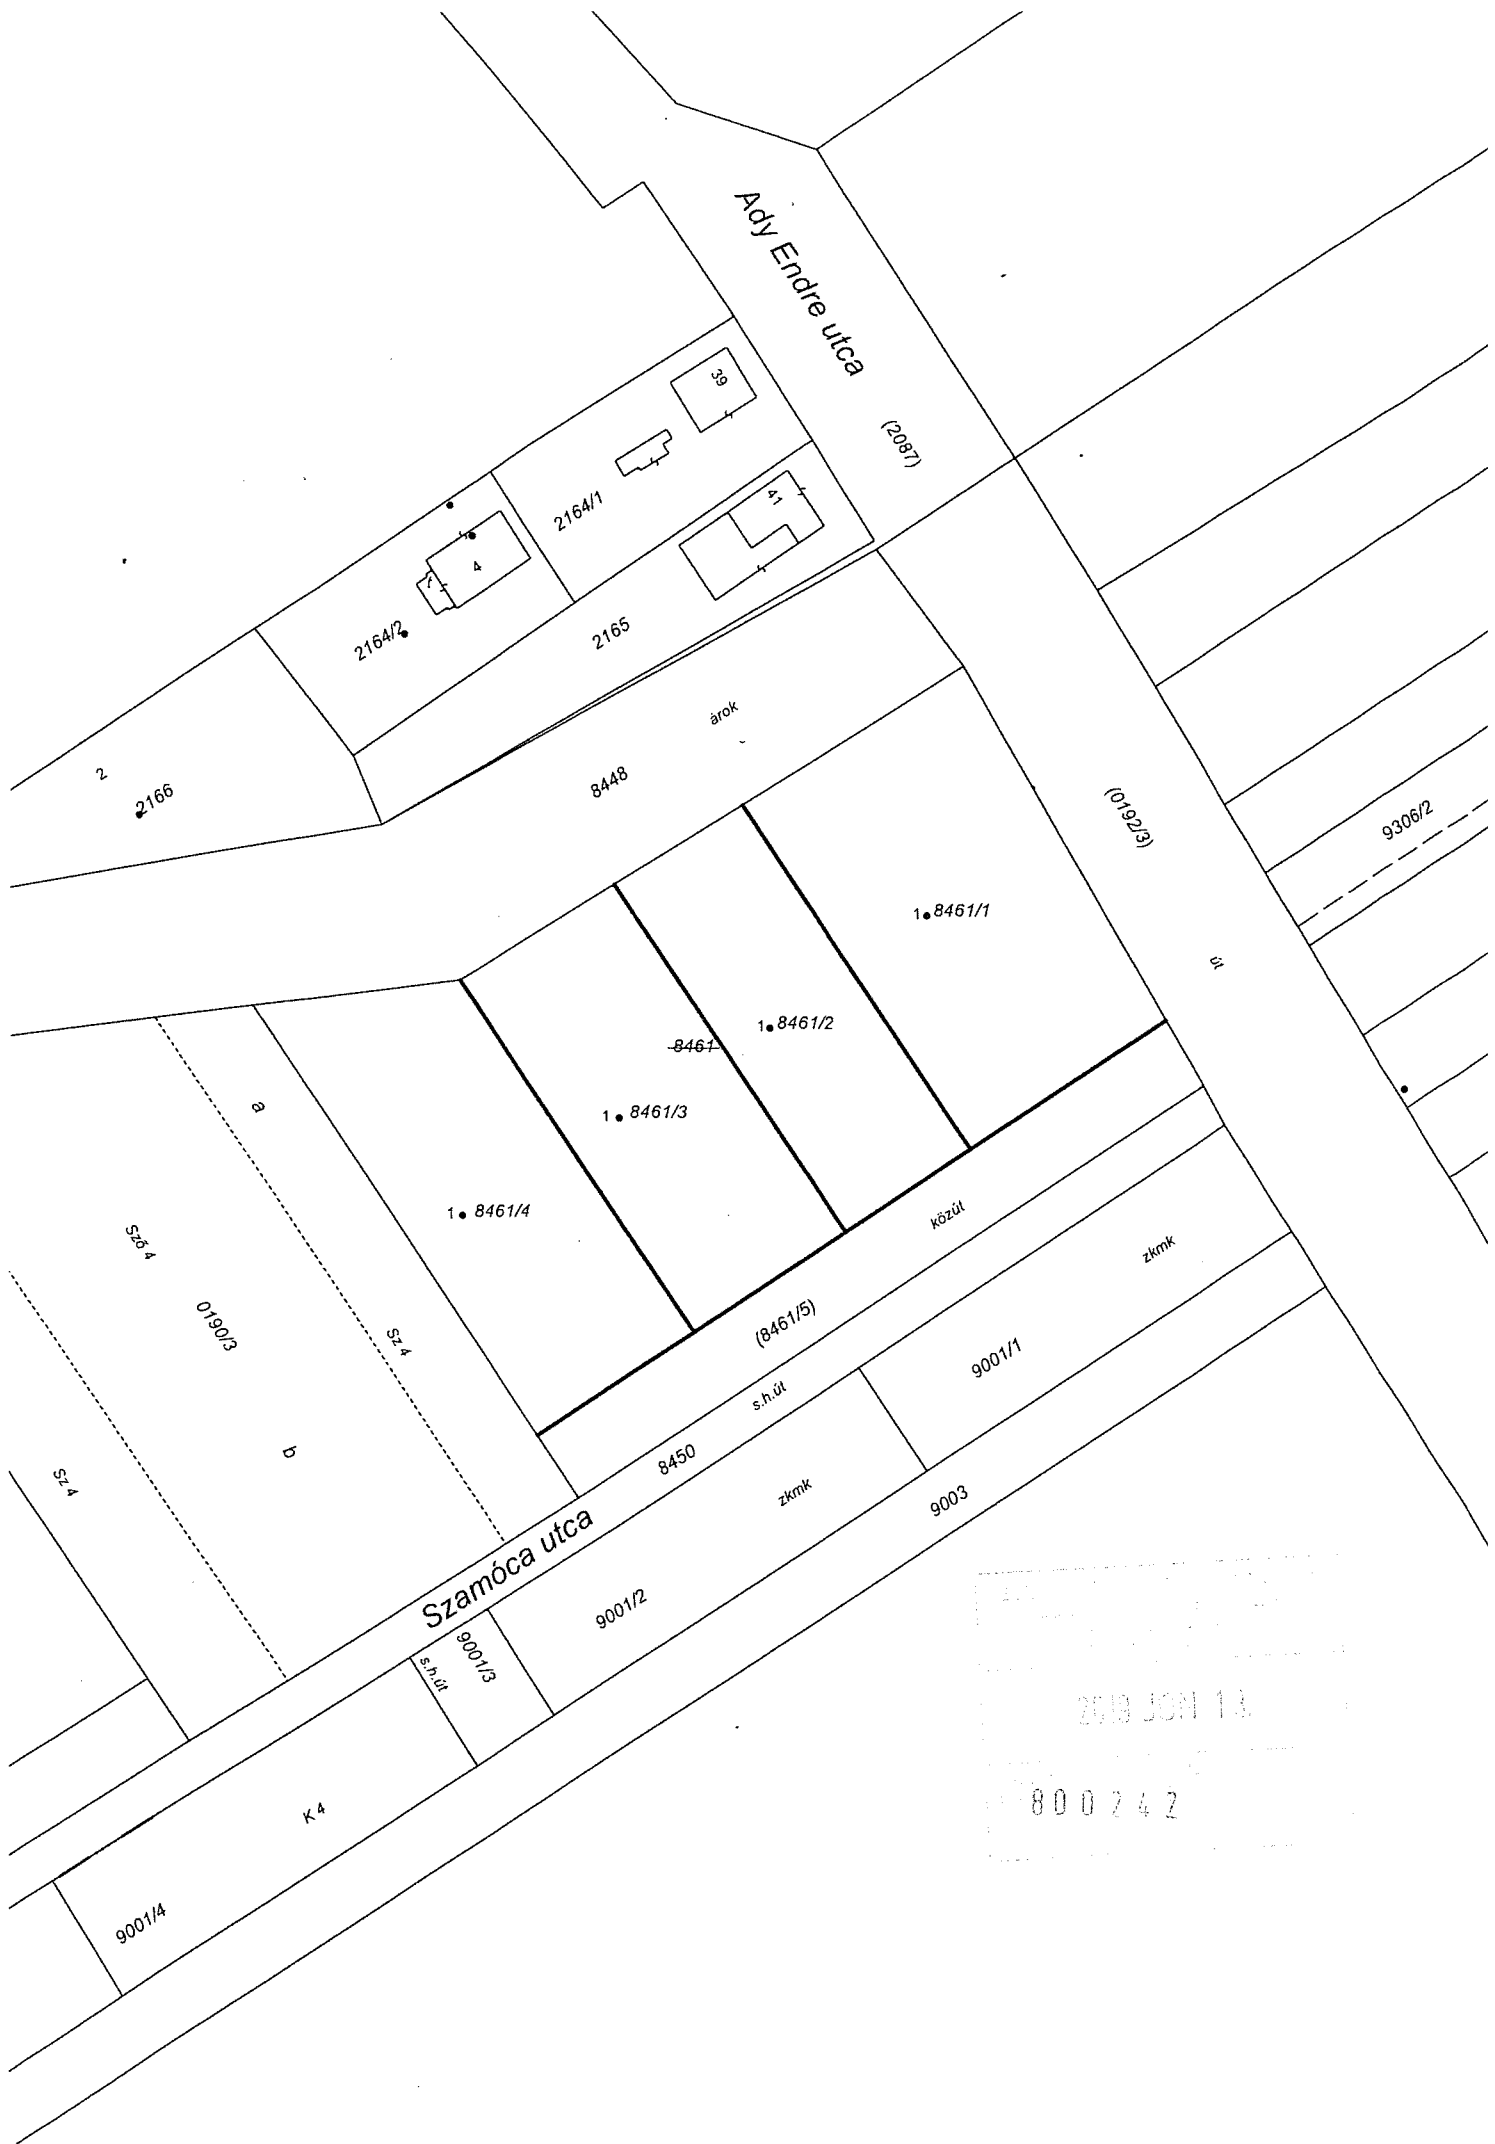 Ady Endre utca
(2087)
39
2164/1
41
4
2164/2
2165
árok
2
2166
8448
(0192/3)
9306/2
1 8461/1
út
1 8461/2
8461
1 8461/3
a
1 8461/4
közút
zkmk
Sző 4
0190/3
Sz 4
(8461/5)
9001/1
s.h.út
b
8450
Sz 4
zkmk
9003
Szamóca utca
9001/2
9001/3
s.h.út
K 4
9001/4
800242